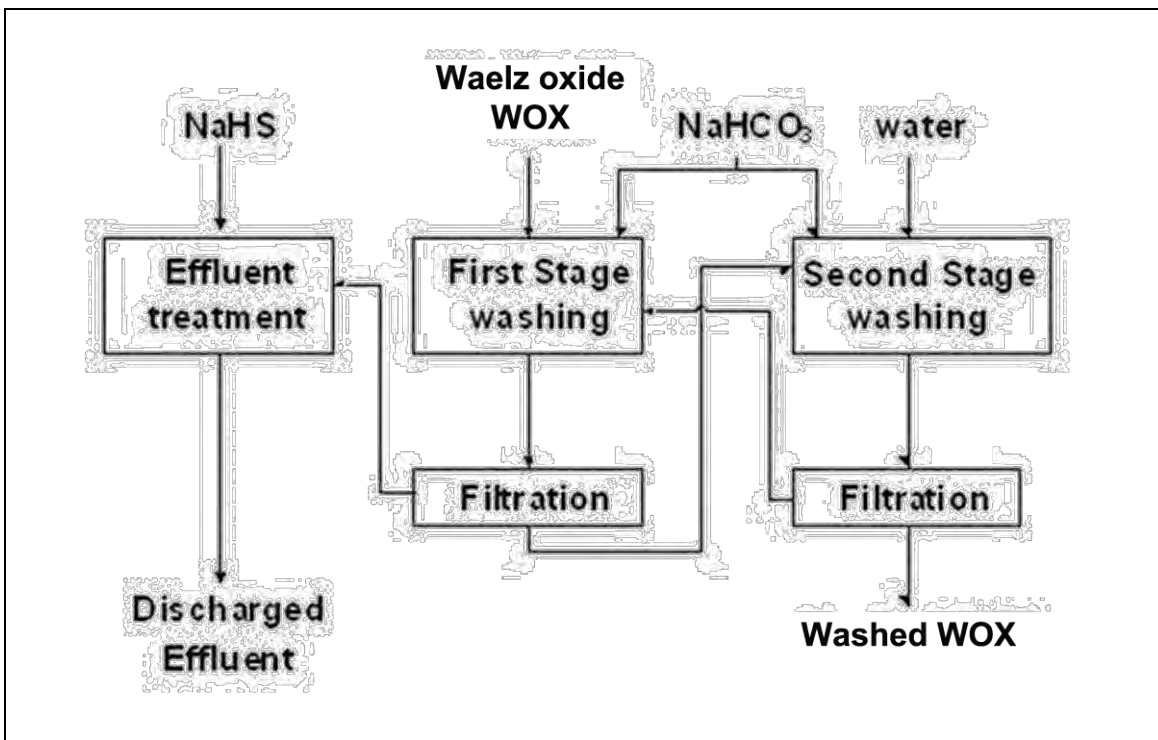 Waelz oxide
WOX
NaHS
NaHCO₃
water
Effluent
treatment
First Stage
washing
Second Stage
washing
Filtration
Filtration
Discharged
Effluent
Washed WOX